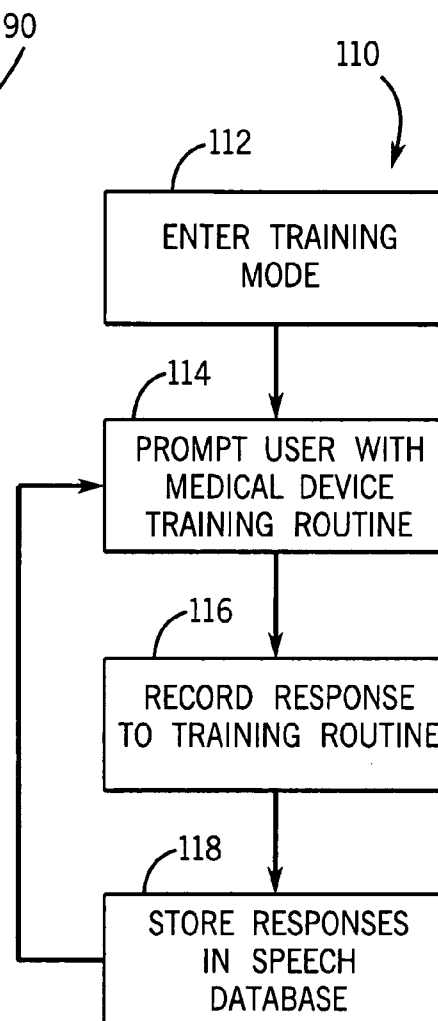 90
110
112
ENTER TRAINING
MODE
114
PROMPT USER WITH
MEDICAL DEVICE
TRAINING ROUTINE
116
RECORD RESPONSE
TO TRAINING ROUTINE
118
STORE RESPONSES
IN SPEECH
DATABASE